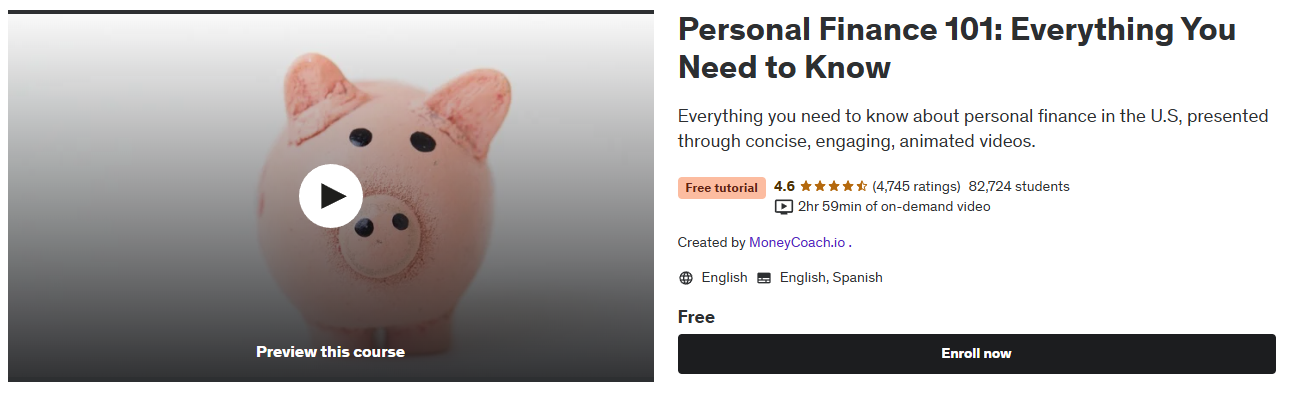 Personal Finance 101: Everything You
Need to Know
Everything you need to know about personal finance in the U.S, presented
through concise, engaging, animated videos.
Free tutorial 4.6 (4,745 ratings) 82,724 students
2hr 59min of on-demand video
Created by MoneyCoach.io .
English English, Spanish
Free
Enroll now
Preview this course